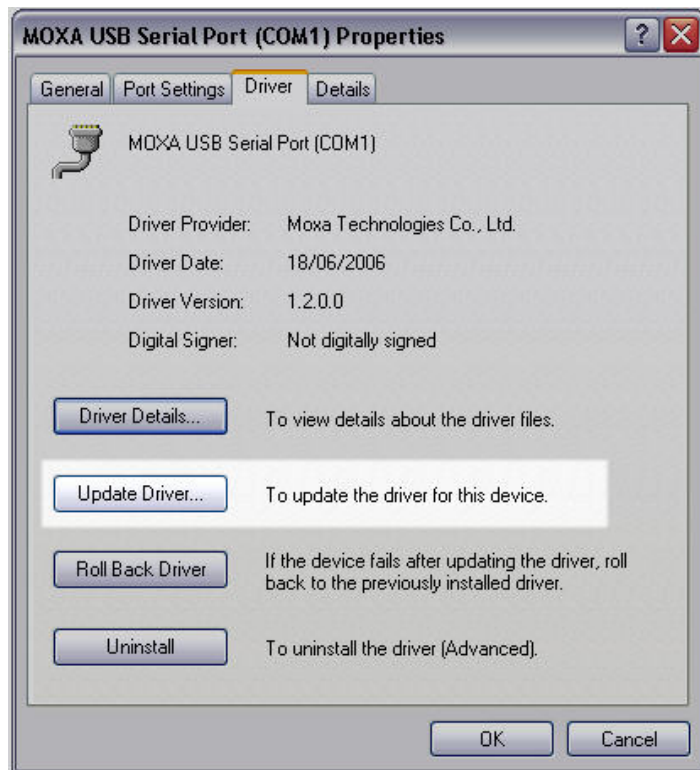 MOXA USB Serial Port (COM1) Properties
?
General Port Settings Driver Details
MOXA USB Serial Port (COM1)
Driver Provider: Moxa Technologies Co., Ltd.
Driver Date: 18/06/2006
Driver Version: 1.2.0.0
Digital Signer: Not digitally signed
Driver Details... To view details about the driver files.
Update Driver... To update the driver for this device.
Roll Back Driver If the device fails after updating the driver, roll
back to the previously installed driver.
Uninstall To uninstall the driver (Advanced).
OK Cancel